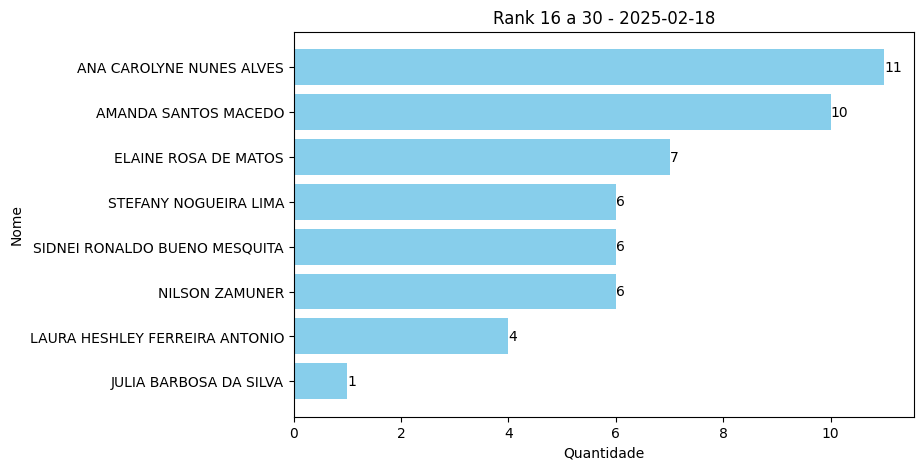 Rank 16 a 30 - 2025-02-18
ANA CAROLYNE NUNES ALVES 11
AMANDA SANTOS MACEDO 10
ELAINE ROSA DE MATOS 7
STEFANY NOGUEIRA LIMA 6
SIDNEI RONALDO BUENO MESQUITA 6
NILSON ZAMUNER 6
LAURA HESHLEY FERREIRA ANTONIO 4
JULIA BARBOSA DA SILVA 1
Nome
0 2 4 6 8 10
Quantidade